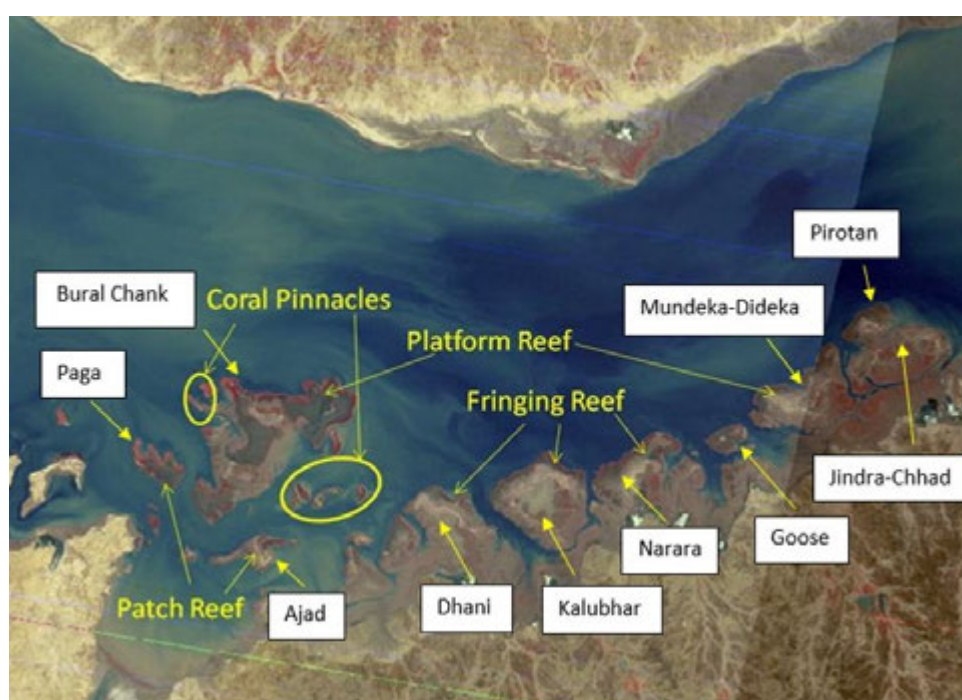 Pirotan
Bural Chank
Coral Pinnacles
Mundeka-Dideka
Platform Reef
Paga
Fringing Reef
Jindra-Chhad
Goose
Narara
Patch Reef
Ajad
Dhani
Kalubhar